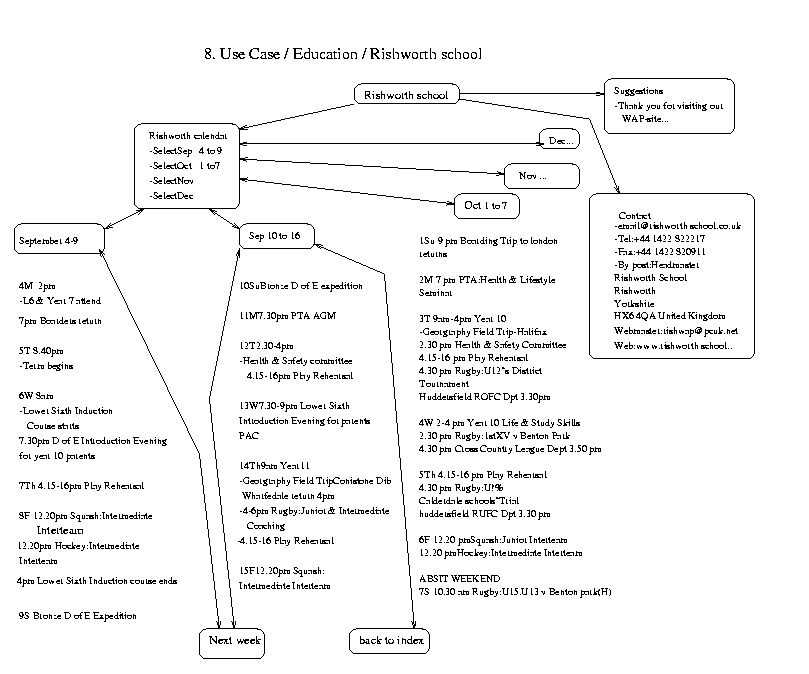 8. Use Case / Education / Rishworth school
Rishworth school
Suggestions
-Thank you for visiting our
WAP-site...
Rishworth calendar
-SelectSep 4 to 9
-SelectOct 1 to7
-SelectNov
-SelectDec
Dec...
Nov ...
Oct 1 to 7
Contact
-email@rishworthschool.co.uk
-Tel:+44 1422 822217
-Fax:+44 1422 820911
-By post:Headmaster
Rishworth School
Rishworth
Yorkshire
HX64QA United Kingdom
Webmaster:rishwap@pcuk.net
Web:www.rishworthschool..
September 4-9
4M 2pm
-L6 & Year 7 attend
7pm Boarders return
5T 8.40pm
-Term begins
6W 8am
-Lower Sixth Induction
Course starts
7.30pm D of E Introduction Evening
for year 10 parents
7Th 4.15-16pm Play Rehearsal
8F 12.20pm Squash:Intermediate
Interteam
12.20pm Hockey:Intermediate
Interteam
4pm Lower Sixth Induction course ends
9S Bronze D of E Expedition
Sep 10 to 16
10SuBronze D of E expedition
11M7.30pm PTA AGM
12T2.30-4pm
-Health & Safety committee
4.15-16pm Play Rehearsal
13W7.30-9pm Lower Sixth
Introduction Evening for parents
PAC
14Th9am Year11
-Georgraphy Field TripConistone Dib
Wharfedale return 4pm
-4-6pm Rugby:Junior & Intermediate
Coaching
-4.15-16 Play Rehearsal
15F12.20pm Squash:
Intermediate Interteam
1Su 9 pm Boarding Trip to london
returns
2M 7 pm PTA:Health & Lifestyle
Seminar
3T 9am-4pm Year 10
-Georgraphy Field Trip-Halifax
2.30 pm Health & Safety Committee
4.15-16 pm Play Rehearsal
4.30 pm Rugby:U12"s District
Tournament
Huddersfield ROFC Dpt 3.30pm
4W 2-4 pm Year 10 Life & Study Skills
2.30 pm Rugby:1stXV v Benton Park
4.30 pm Cross Country League Dept 3.50 pm
5Th 4.15-16 pm Play Rehearsal
4.30 pm Rugby:U?%
Calderdale schools"Trial
huddersfield RUFC Dpt 3.30 pm
6F 12.20 pmSquash:Junior Interteam
12.20 pmHockey:Intermediate Interteam
ABSIT WEEKEND
7S 10.30 am Rugby:U15.U13 v Benton park(H)
Next week
back to index